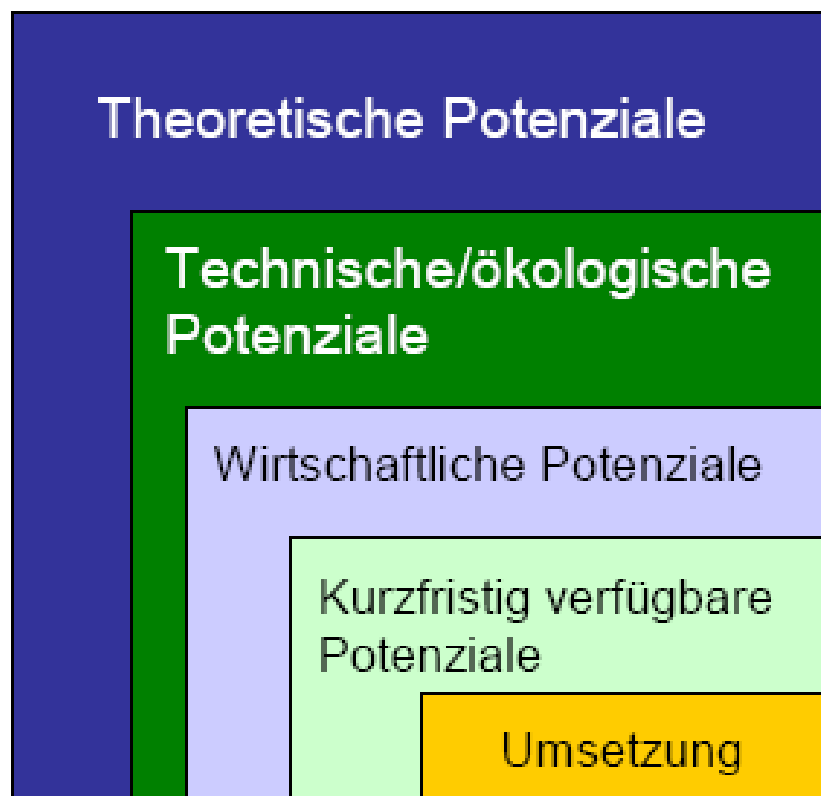 Theoretische Potenziale
Technische/ökologische
Potenziale
Wirtschaftliche Potenziale
Kurzfristig verfügbare
Potenziale
Umsetzung